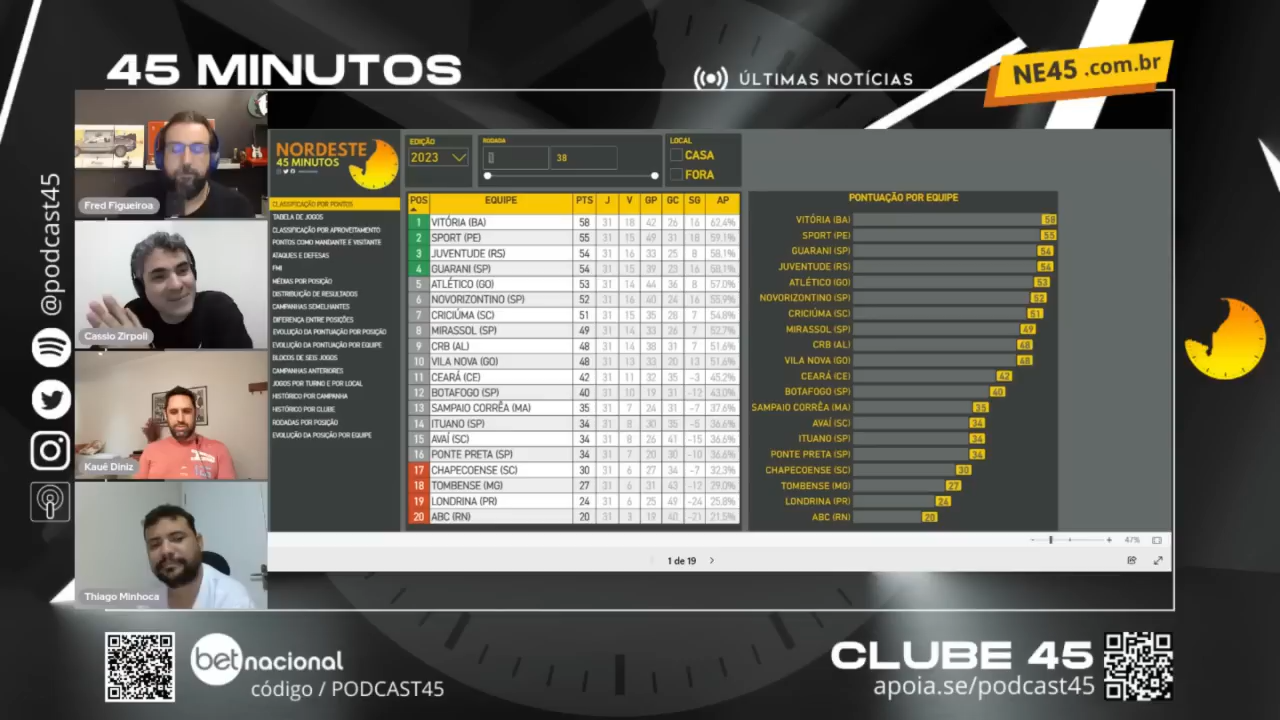 45 MINUTOS
ÚLTIMAS NOTÍCIAS
NE45 .com.br
@podcast45
Fred Figueiroa
Cassio Zirpoli
Kauê Diniz
Thiago Minhoca
NORDESTE
45 MINUTOS
EDIÇÃO
2023
RODADA
38
LOCAL
CASA
FORA
CLASSIFICAÇÃO POR PONTOS
TABELA DE JOGOS
CLASSIFICAÇÃO POR APROVEITAMENTO
PONTOS COMO MANDANTE E VISITANTE
ATAQUES E DEFESAS
FMI
MÉDIAS POR POSIÇÃO
DISTRIBUIÇÃO DE RESULTADOS
CAMPANHAS SEMELHANTES
DIFERENÇA ENTRE POSIÇÕES
EVOLUÇÃO DA PONTUAÇÃO POR POSIÇÃO
EVOLUÇÃO DA PONTUAÇÃO POR EQUIPE
BLOCOS DE SEIS JOGOS
CAMPANHAS ANTERIORES
JOGOS POR TURNO E POR LOCAL
HISTÓRICO POR CAMPANHA
HISTÓRICO POR CLUBE
RODADAS POR POSIÇÃO
EVOLUÇÃO DA POSIÇÃO POR EQUIPE
POS EQUIPE PTS J V GP GC SG AP
1 VITÓRIA (BA) 58 31 18 42 26 16 62,4%
2 SPORT (PE) 55 31 15 49 31 18 59,1%
3 JUVENTUDE (RS) 54 31 16 33 25 8 58,1%
4 GUARANI (SP) 54 31 15 39 23 16 58,1%
5 ATLÉTICO (GO) 53 31 14 44 36 8 57,0%
6 NOVORIZONTINO (SP) 52 31 16 40 24 16 55,9%
7 CRICIÚMA (SC) 51 31 15 35 28 7 54,8%
8 MIRASSOL (SP) 49 31 14 33 26 7 52,7%
9 CRB (AL) 48 31 14 38 31 7 51,6%
10 VILA NOVA (GO) 48 31 13 33 20 13 51,6%
11 CEARÁ (CE) 42 31 11 32 35 -3 45,2%
12 BOTAFOGO (SP) 40 31 10 19 31 -12 43,0%
13 SAMPAIO CORRÊA (MA) 35 31 7 24 31 -7 37,6%
14 ITUANO (SP) 34 31 8 30 35 -5 36,6%
15 AVAÍ (SC) 34 31 8 26 41 -15 36,6%
16 PONTE PRETA (SP) 34 31 7 20 30 -10 36,6%
17 CHAPECOENSE (SC) 30 31 6 27 34 -7 32,3%
18 TOMBENSE (MG) 27 31 6 31 43 -12 29,0%
19 LONDRINA (PR) 24 31 6 25 49 -24 25,8%
20 ABC (RN) 20 31 3 19 40 -21 21,5%
PONTUAÇÃO POR EQUIPE
VITÓRIA (BA) 58
SPORT (PE) 55
GUARANI (SP) 54
JUVENTUDE (RS) 54
ATLÉTICO (GO) 53
NOVORIZONTINO (SP) 52
CRICIÚMA (SC) 51
MIRASSOL (SP) 49
CRB (AL) 48
VILA NOVA (GO) 48
CEARÁ (CE) 42
BOTAFOGO (SP) 40
SAMPAIO CORRÊA (MA) 35
AVAÍ (SC) 34
ITUANO (SP) 34
PONTE PRETA (SP) 34
CHAPECOENSE (SC) 30
TOMBENSE (MG) 27
LONDRINA (PR) 24
ABC (RN) 20
- + 47%
1 de 19 >
betnacional
código / PODCAST45
CLUBE 45
apoia.se/podcast45